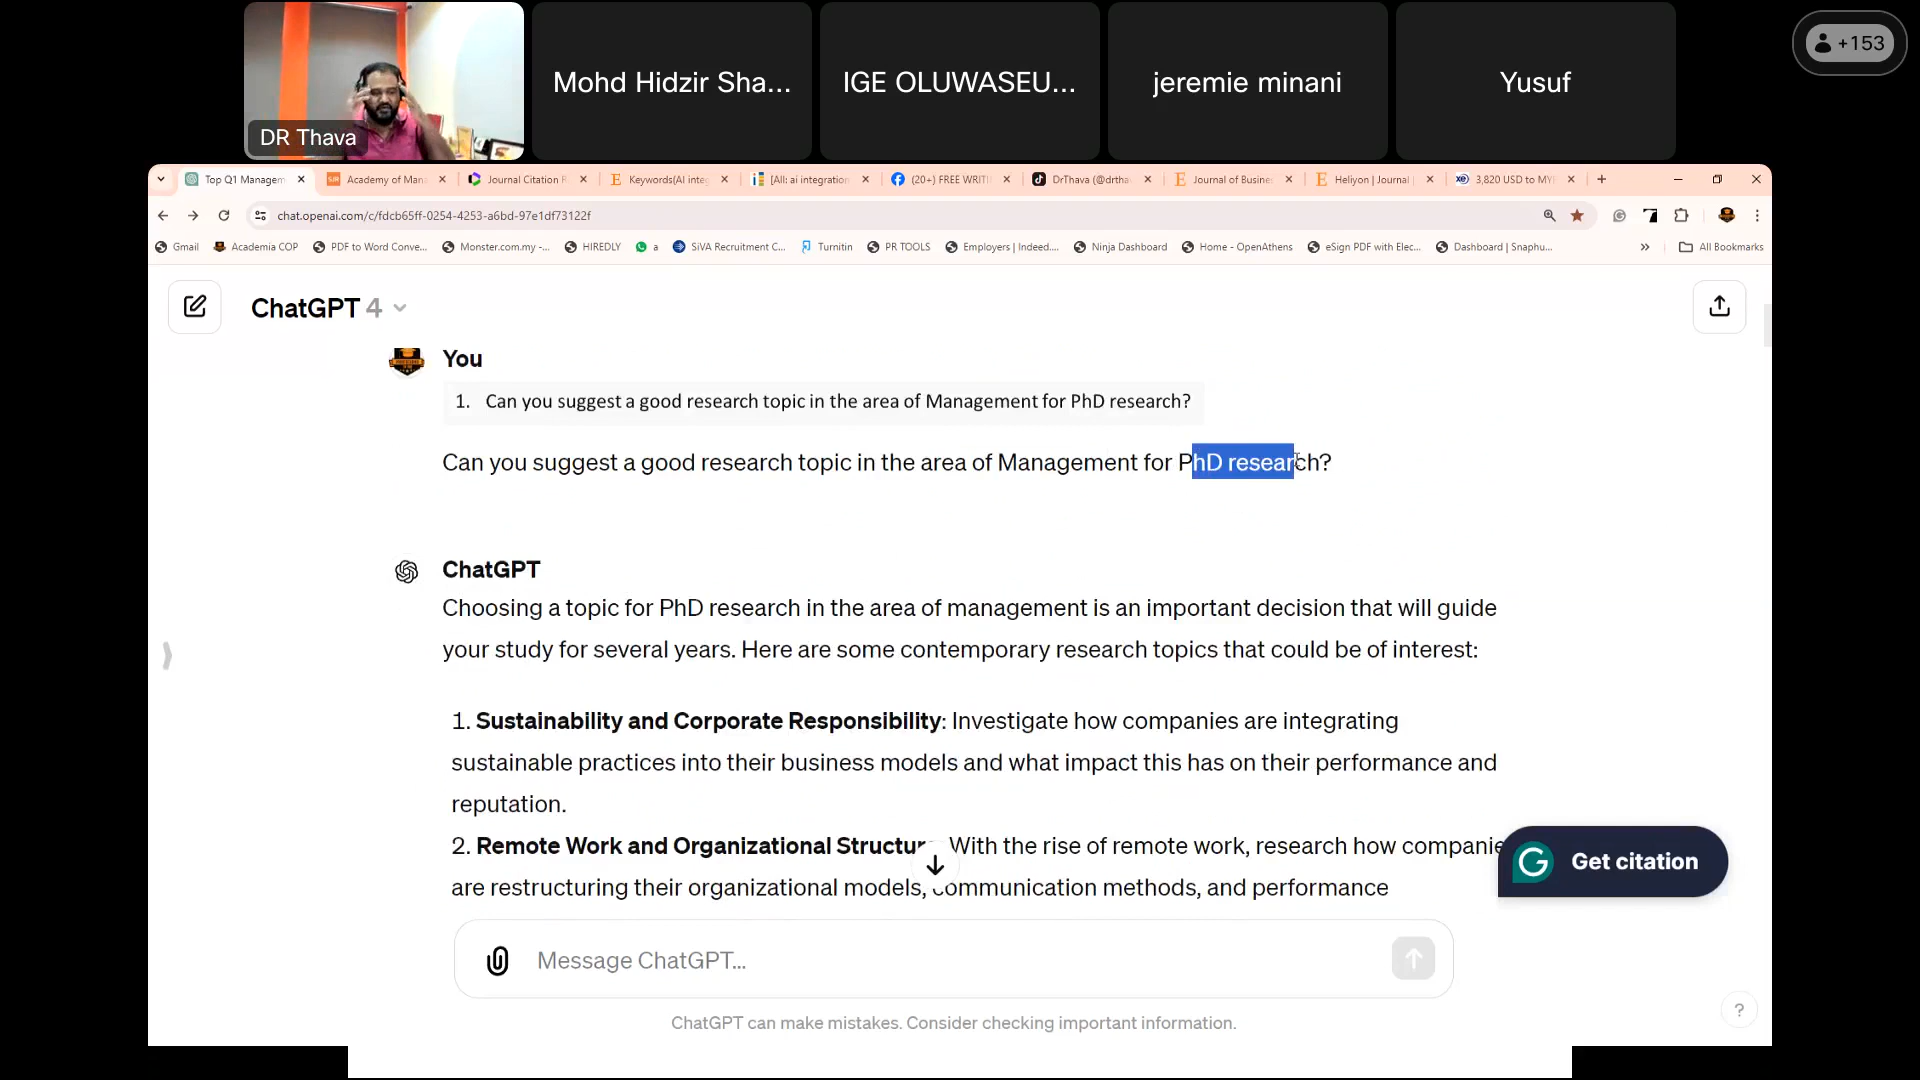 DR Thava
Mohd Hidzir Sha...
IGE OLUWASEU...
jeremie minani
Yusuf
+153
Top Q1 Managem
Academy of Man
Journal Citation R
Keywords(AI integ
[All: ai integration
(20+) FREE WRITI
DrThava (@drtha
Journal of Busine
Heliyon | Journal
3,820 USD to MY
chat.openai.com/c/fdcb65ff-0254-4253-a6bd-97e1df73122f
Gmail
Academia COP
PDF to Word Conve...
Monster.com.my -...
HIREDLY
a
SiVA Recruitment C...
Turnitin
PR TOOLS
Employers | Indeed....
Ninja Dashboard
Home - OpenAthens
eSign PDF with Elec...
Dashboard | Snaphu...
»
All Bookmarks
ChatGPT 4
You
1. Can you suggest a good research topic in the area of Management for PhD research?
Can you suggest a good research topic in the area of Management for PhD research?
ChatGPT
Choosing a topic for PhD research in the area of management is an important decision that will guide
your study for several years. Here are some contemporary research topics that could be of interest:
1. Sustainability and Corporate Responsibility: Investigate how companies are integrating
sustainable practices into their business models and what impact this has on their performance and
reputation.
2. Remote Work and Organizational Structur With the rise of remote work, research how companie
are restructuring their organizational models, communication methods, and performance
Get citation
Message ChatGPT...
ChatGPT can make mistakes. Consider checking important information.
?